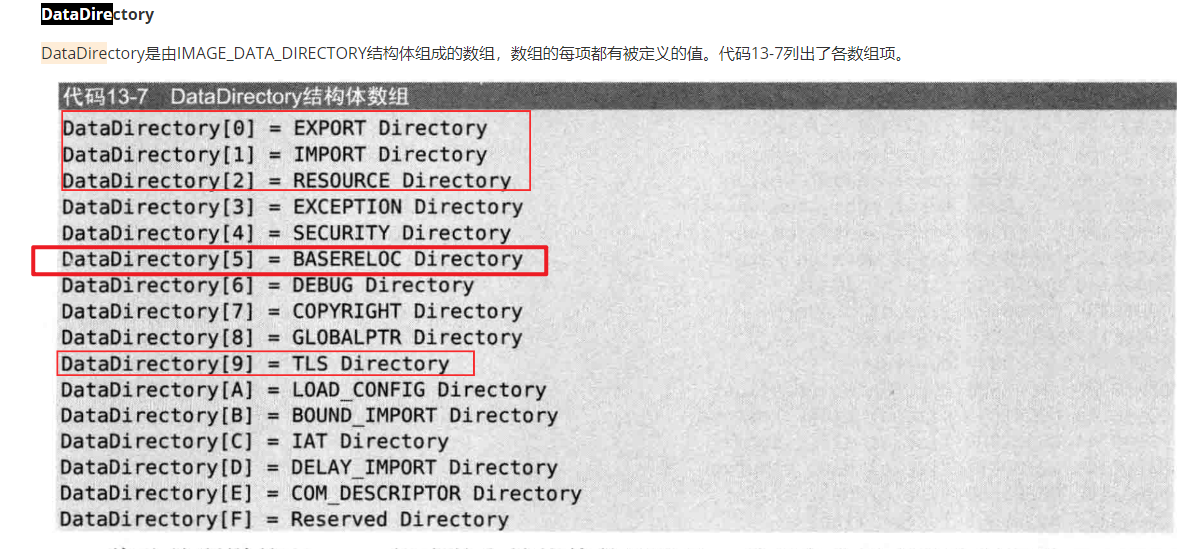 DataDirectory
DataDirectory是由IMAGE_DATA_DIRECTORY结构体组成的数组，数组的每项都有被定义的值。代码13-7列出了各数组项。
代码13-7 DataDirectory结构体数组
DataDirectory[0] = EXPORT Directory
DataDirectory[1] = IMPORT Directory
DataDirectory[2] = RESOURCE Directory
DataDirectory[3] = EXCEPTION Directory
DataDirectory[4] = SECURITY Directory
DataDirectory[5] = BASERELOC Directory
DataDirectory[6] = DEBUG Directory
DataDirectory[7] = COPYRIGHT Directory
DataDirectory[8] = GLOBALPTR Directory
DataDirectory[9] = TLS Directory
DataDirectory[A] = LOAD_CONFIG Directory
DataDirectory[B] = BOUND_IMPORT Directory
DataDirectory[C] = IAT Directory
DataDirectory[D] = DELAY_IMPORT Directory
DataDirectory[E] = COM_DESCRIPTOR Directory
DataDirectory[F] = Reserved Directory